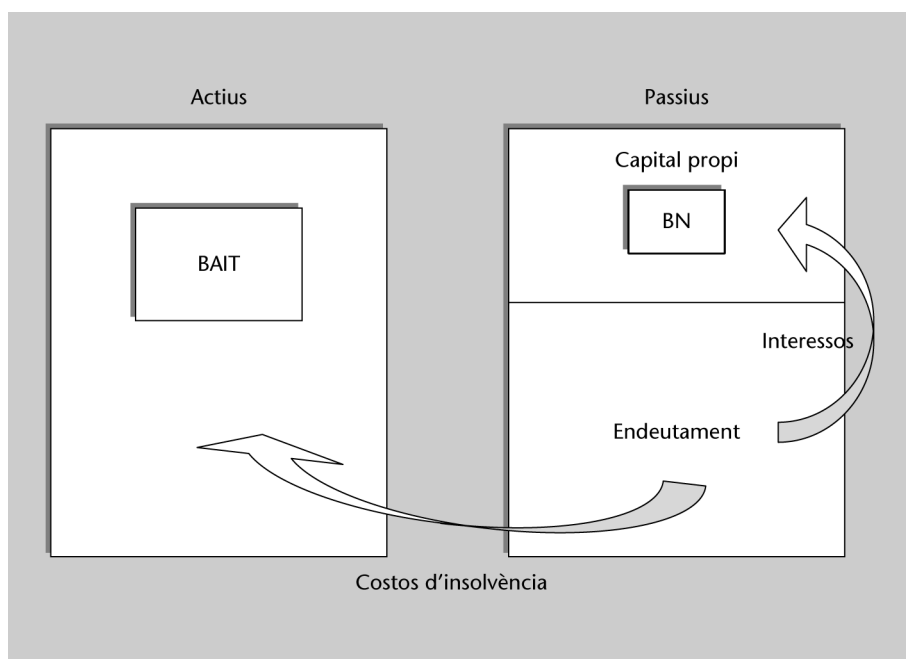 Actius
Passius
Capital propi
BN
BAIT
Interessos
Endeutament
Costos d’insolvència